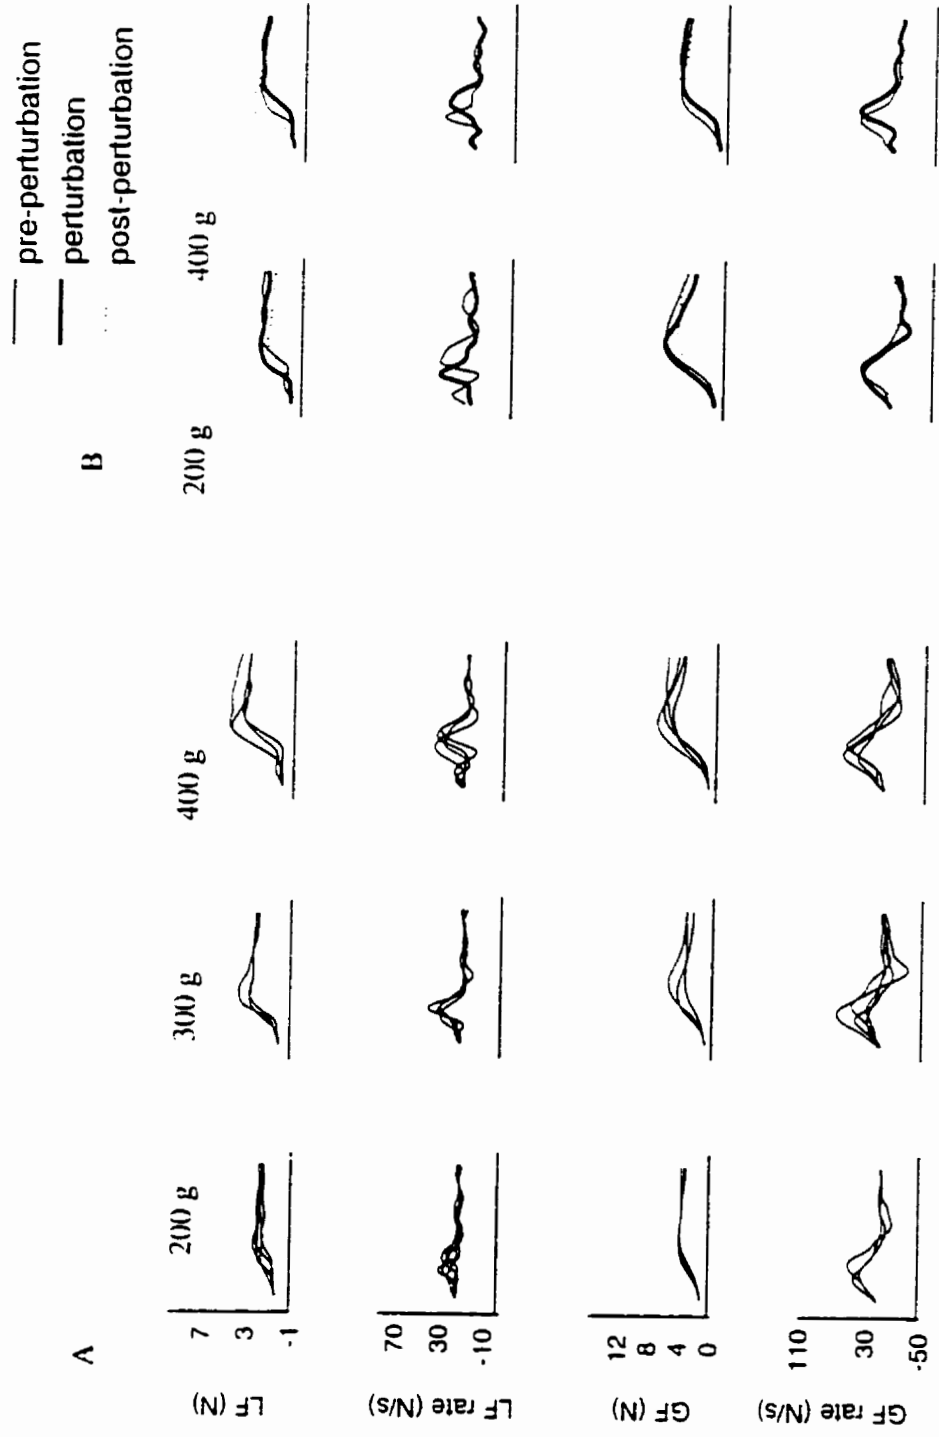 pre-perturbation
perturbation
post-perturbation
A
B
200 g
300 g
400 g
200 g
400 g
LF (N)
7
3
-1
LF rate (N/s)
70
30
-10
GF (N)
12
8
4
0
GF rate (N/s)
110
30
-50